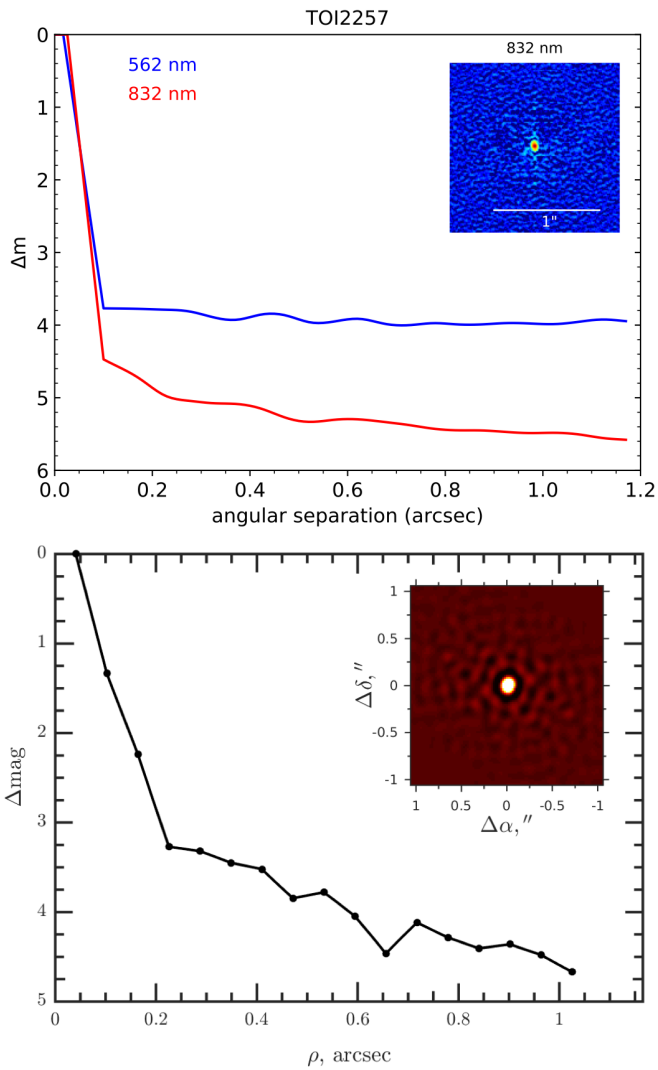 TOI2257
0
1
2
3
4
5
6
Δm
562 nm
832 nm
832 nm
1"
0.0 0.2 0.4 0.6 0.8 1.0 1.2
angular separation (arcsec)
0
1
2
3
4
5
Δmag
1
0.5
0
-0.5
-1
Δδ,″
1 0.5 0 -0.5 -1
Δα,″
0 0.2 0.4 0.6 0.8 1
ρ, arcsec